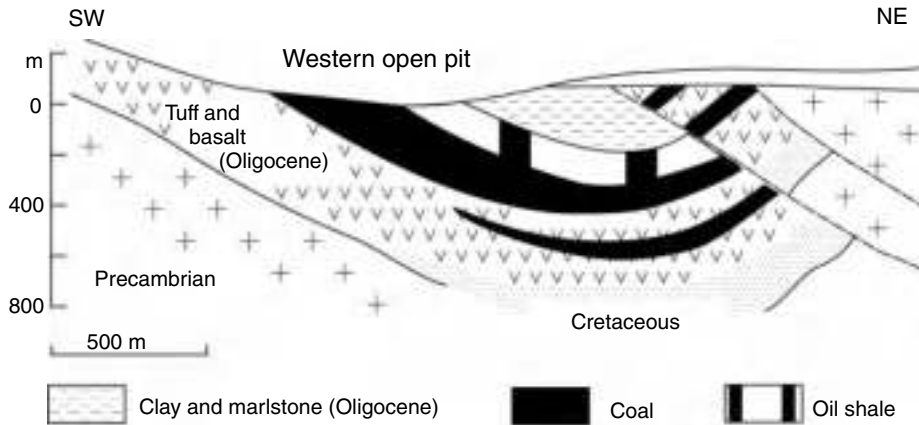 SW
NE
m
Western open pit
0
Tuff and
basalt
(Oligocene)
400
Precambrian
800
Cretaceous
500 m
Clay and marlstone (Oligocene)
Coal
Oil shale